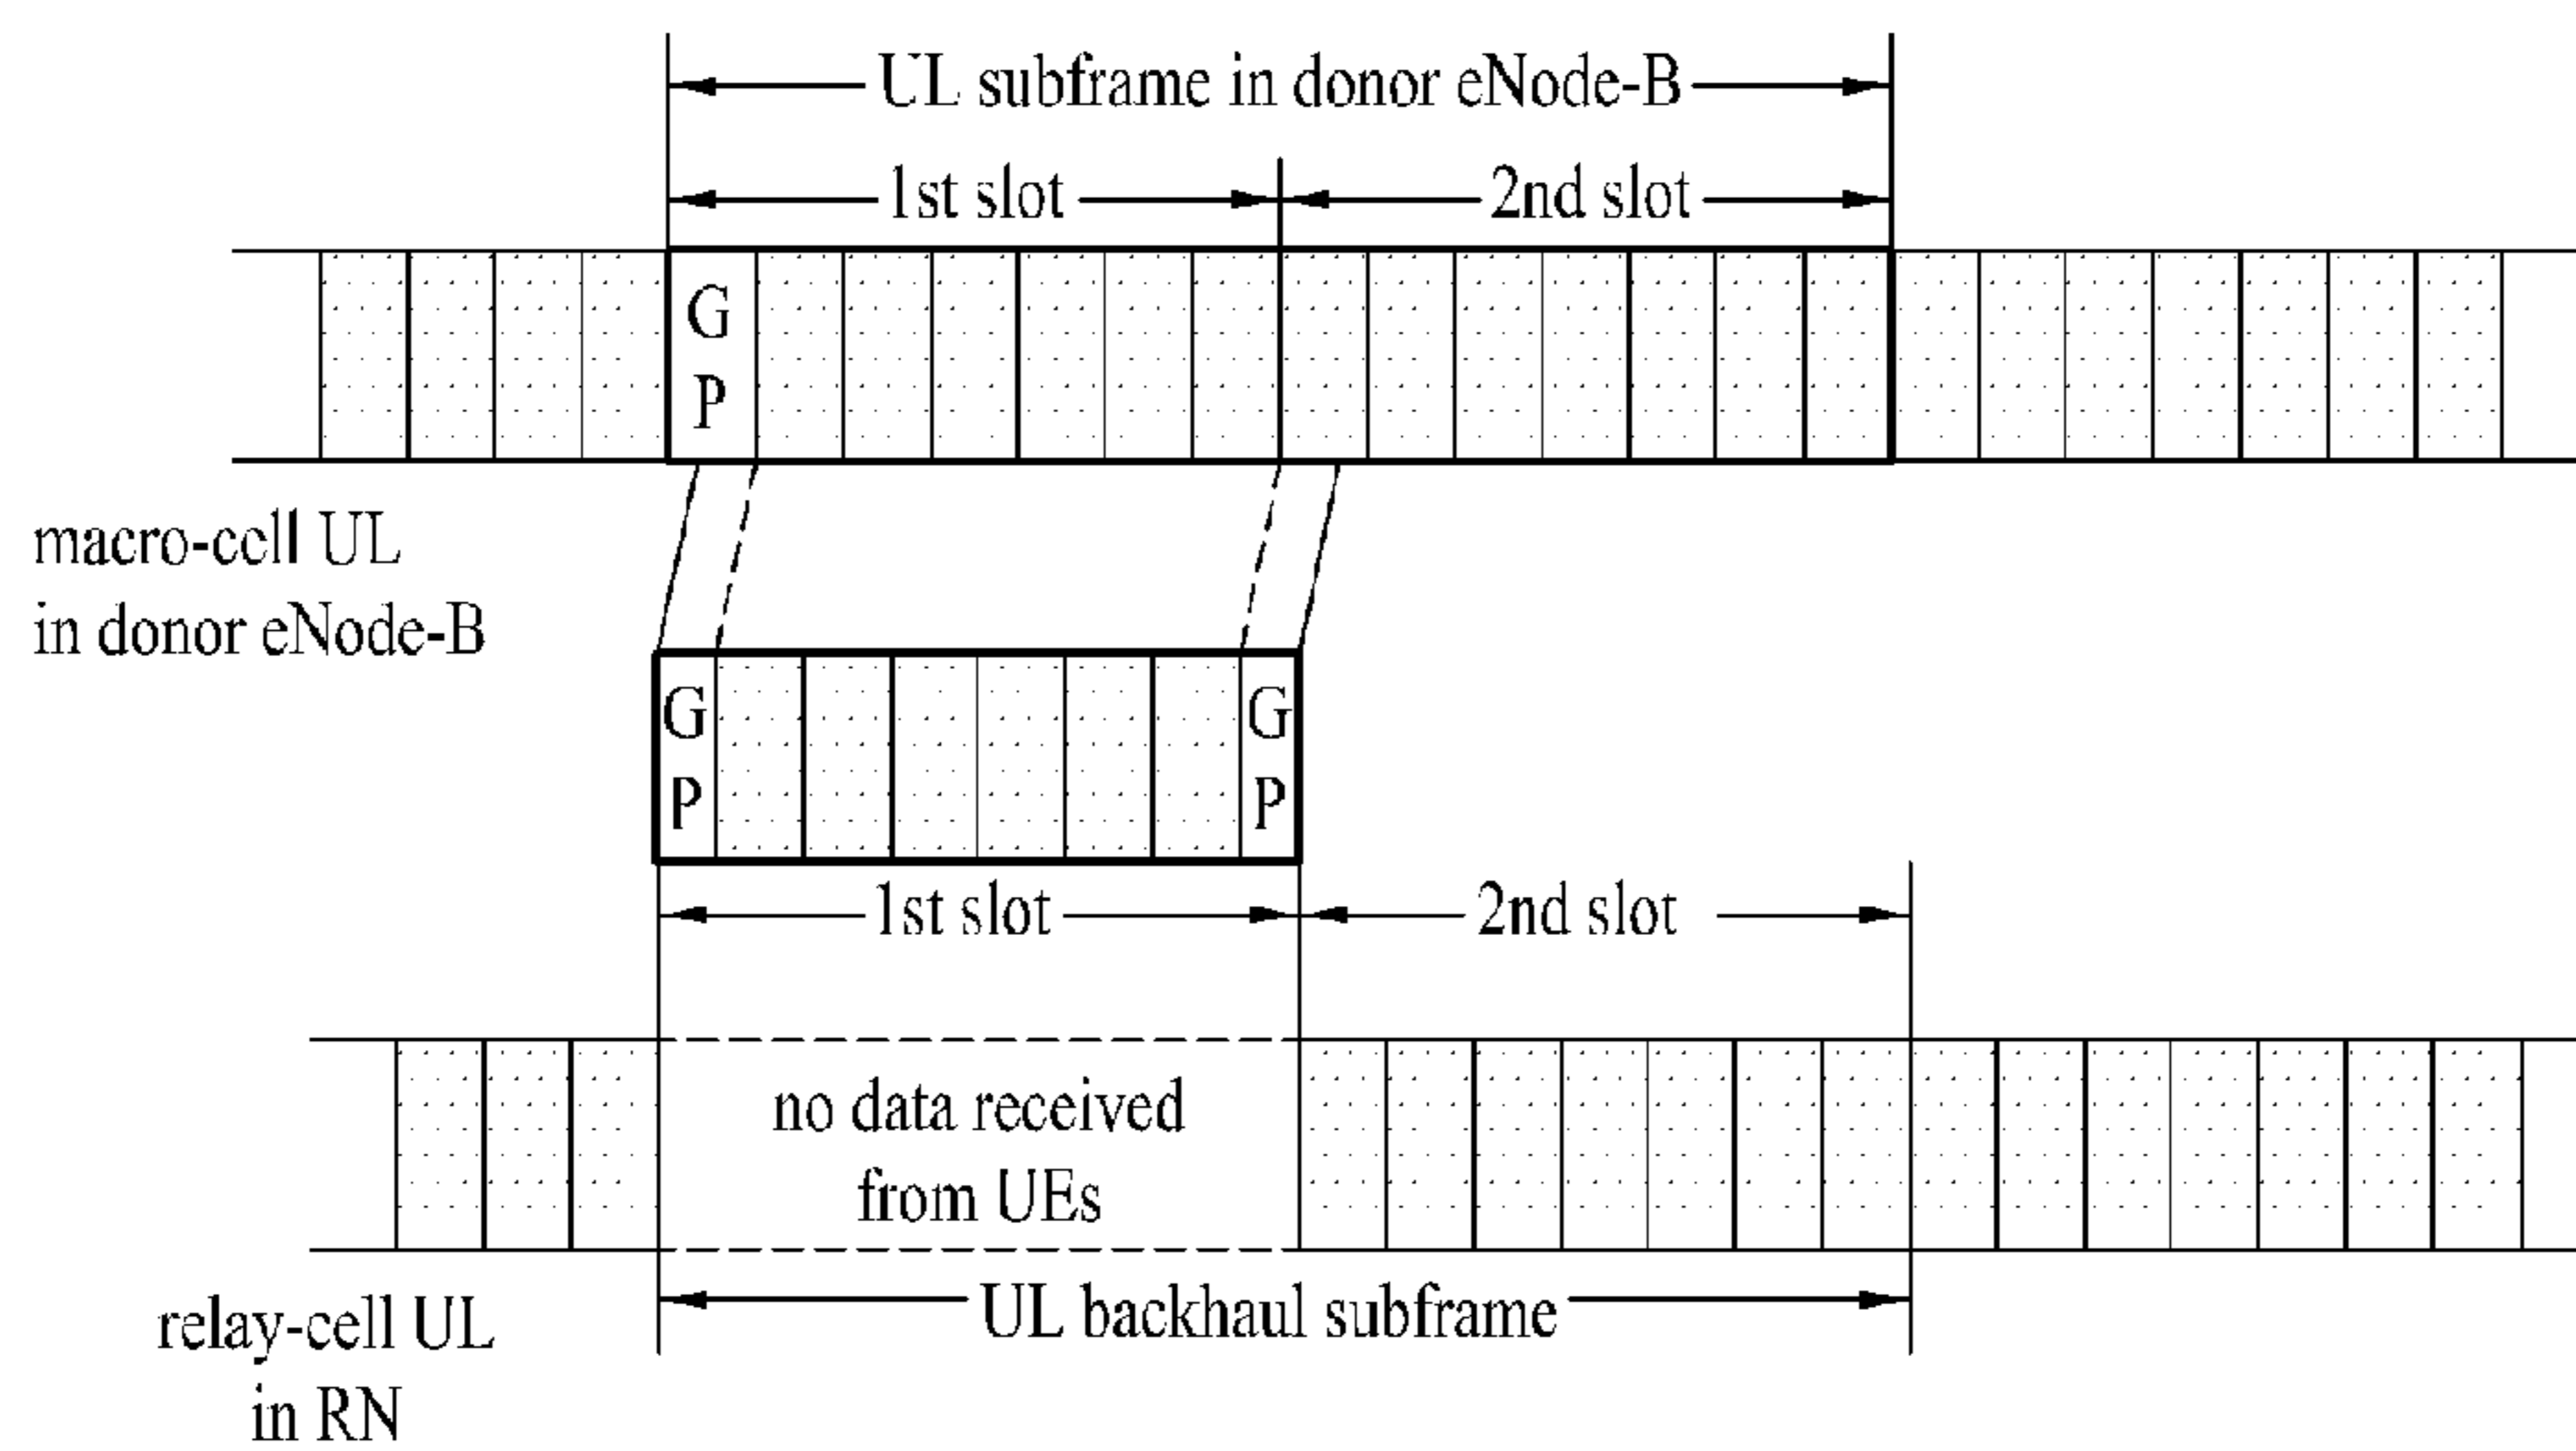 UL subframe in donor eNode-B
1st slot
2nd slot
G
P
macro-cell UL
in donor eNode-B
G
P
G
P
1st slot
2nd slot
no data received
from UEs
UL backhaul subframe
relay-cell UL
in RN